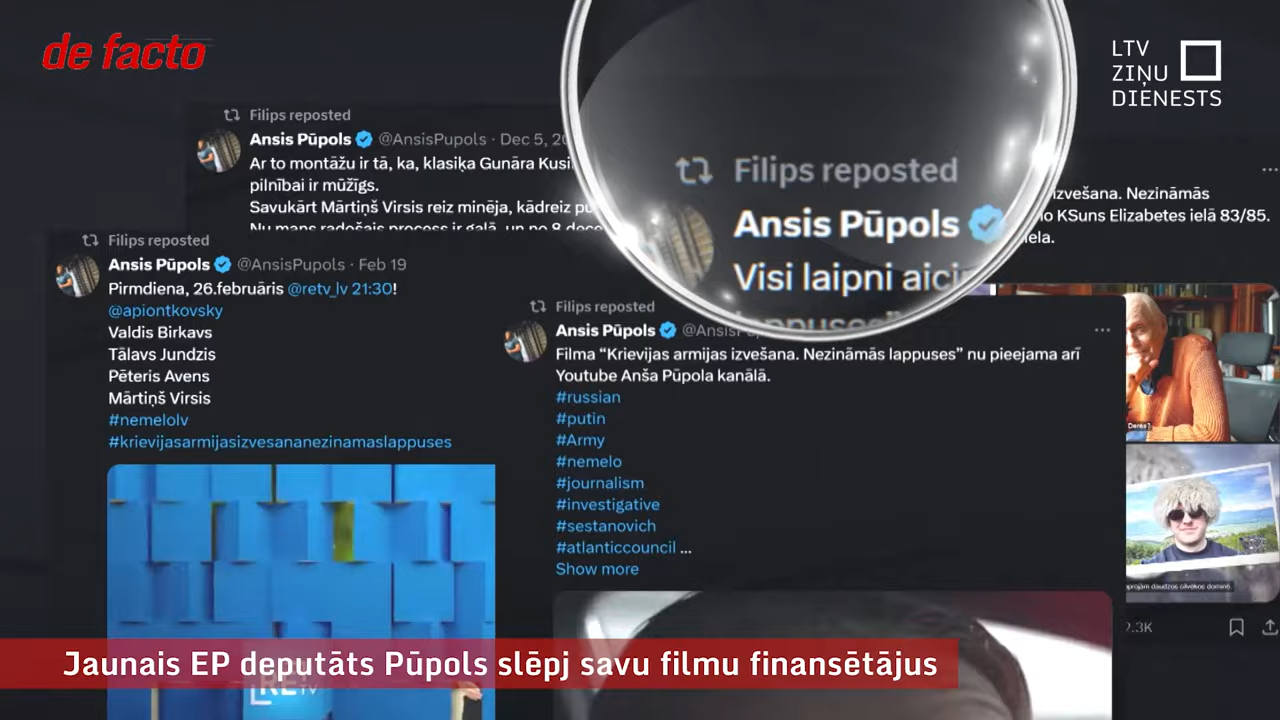 de facto
LTV
ZIŅU
DIENESTS
Filips reposted
Ansis Pūpols @AnsisPupols · Dec 5, 20
Ar to montāžu ir tā, ka, klasiķa Gunāra Kusi
pilnībai ir mūžīgs.
Savukārt Mārtiņš Virsis reiz minēja, kādreiz pu
Nu mans radošais process ir galā, un no 8.dece
Filips reposted
Ansis Pūpols
Visi laipni aici
lappuses"
izvešana. Nezināmās
no KSuns Elizabetes ielā 83/85.
Filips reposted
Ansis Pūpols @AnsisPupols · Feb 19
Pirmdiena, 26.februāris @retv_lv 21:30!
@apiontkovsky
Valdis Birkavs
Tālavs Jundzis
Pēteris Avens
Mārtiņš Virsis
#nemelolv
#krievijasarmijasizvesananezinamaslappuses
Filips reposted
Ansis Pūpols @Ansis
Filma “Krievijas armijas izvešana. Nezināmās lappuses” nu pieejama arī
Youtube Anša Pūpola kanālā.
#russian
#putin
#Army
#nemelo
#journalism
#investigative
#sestanovich
#atlanticcouncil ...
Show more
2.3K
RE
TV
Jaunais EP deputāts Pūpols slēpj savu filmu finansētājus